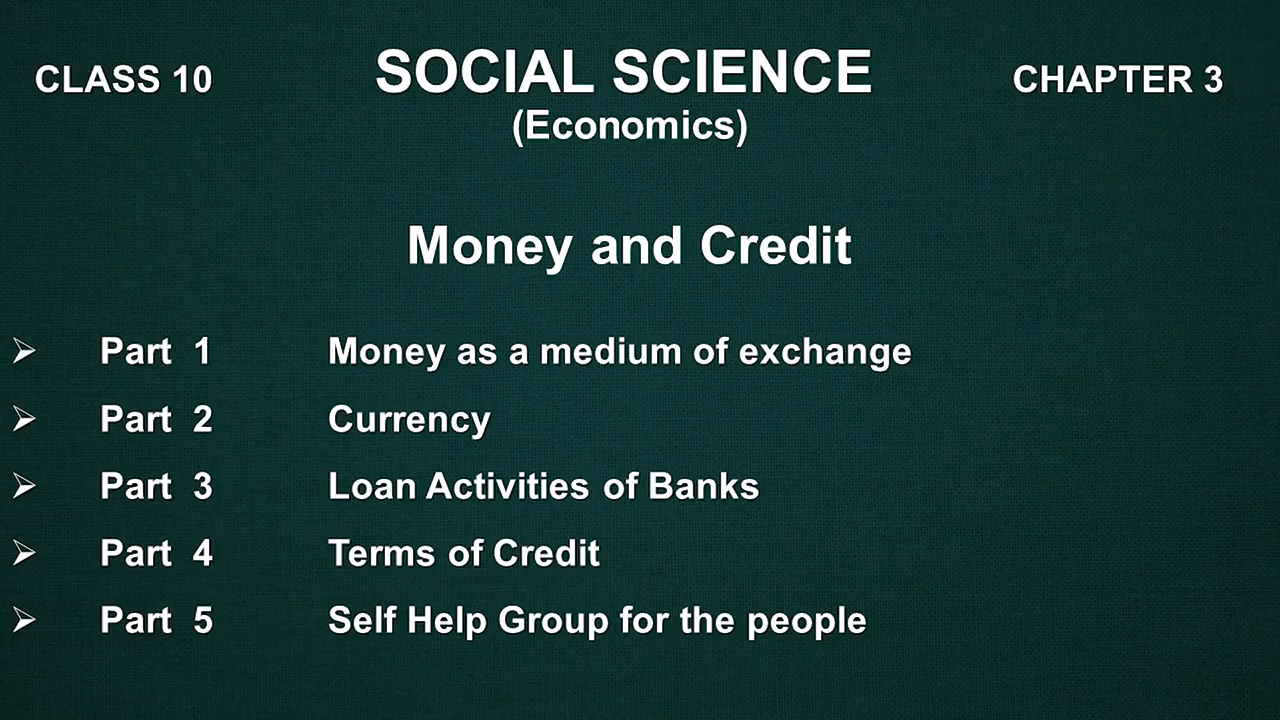 CLASS 10 SOCIAL SCIENCE CHAPTER 3
(Economics)
Money and Credit
➢ Part 1 Money as a medium of exchange
➢ Part 2 Currency
➢ Part 3 Loan Activities of Banks
➢ Part 4 Terms of Credit
➢ Part 5 Self Help Group for the people